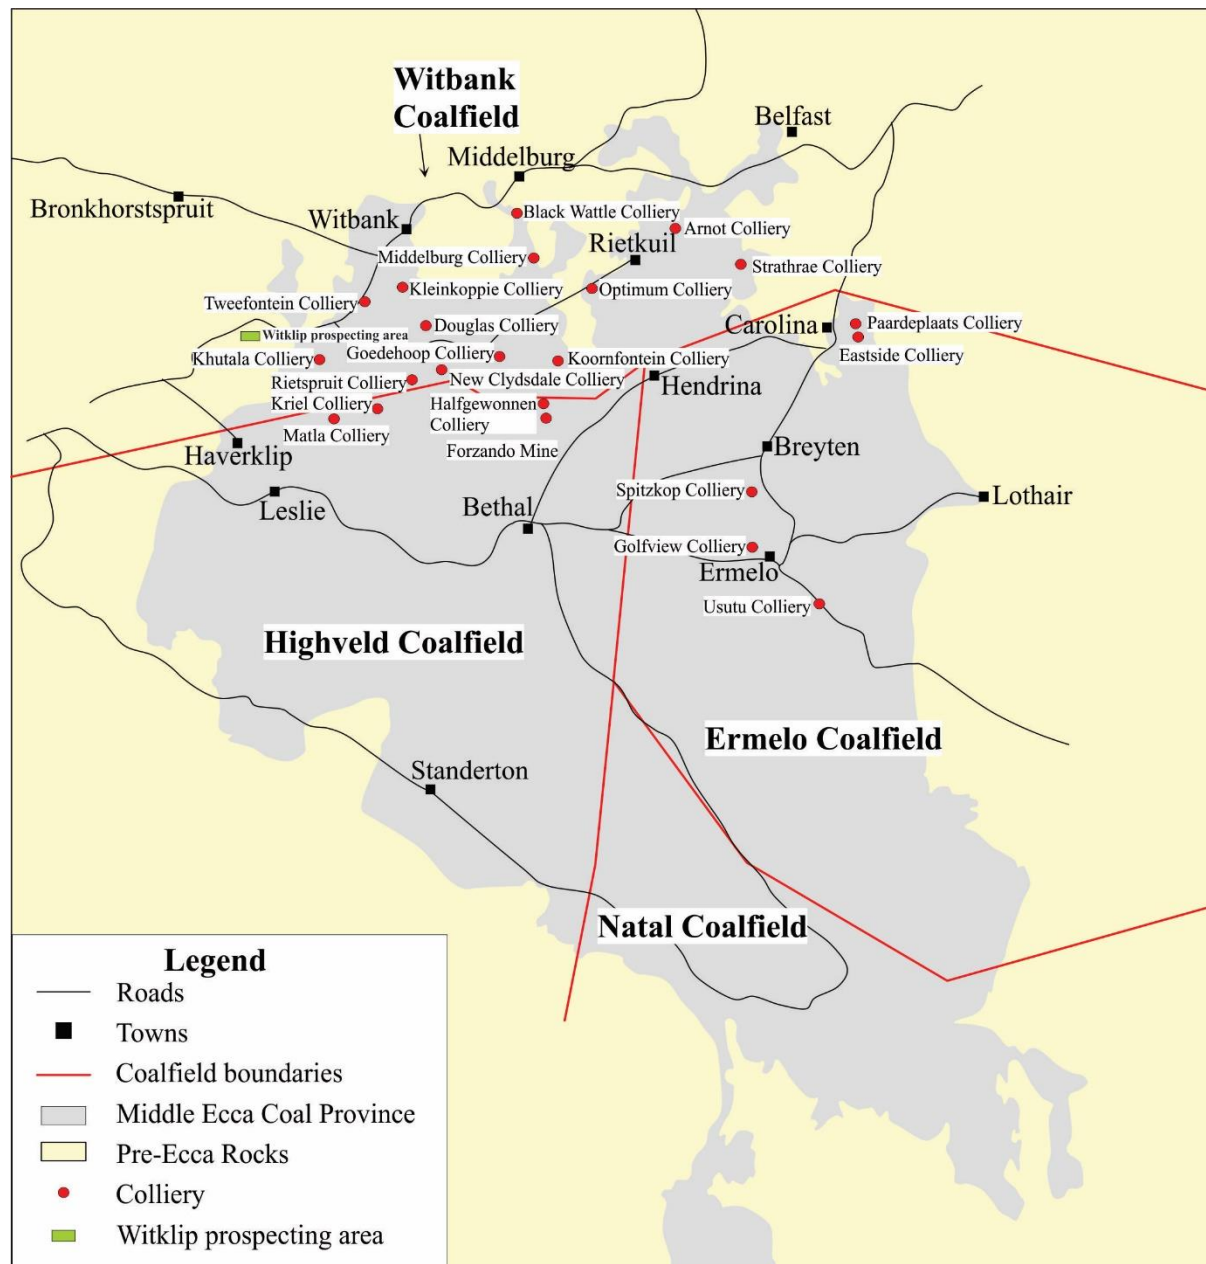 Witbank
Coalfield
Belfast
Middelburg
Bronkhorstspruit
Witbank
Black Wattle Colliery
Arnot Colliery
Rietkuil
Middelburg Colliery
Strathrae Colliery
Kleinkoppie Colliery
Optimum Colliery
Tweefontein Colliery
Douglas Colliery
Carolina
Paardeplaats Colliery
Witklip prospecting area
Goedehoop Colliery
Eastside Colliery
Khutala Colliery
Koornfontein Colliery
Rietspruit Colliery
New Clydsdale Colliery
Hendrina
Kriel Colliery
Halfgewonnen
Colliery
Matla Colliery
Forzando Mine
Haverklip
Breyten
Spitzkop Colliery
Lothair
Leslie
Bethal
Golfview Colliery
Ermelo
Usutu Colliery
Highveld Coalfield
Ermelo Coalfield
Standerton
Natal Coalfield
Legend
Roads
Towns
Coalfield boundaries
Middle Ecca Coal Province
Pre-Ecca Rocks
Colliery
Witklip prospecting area